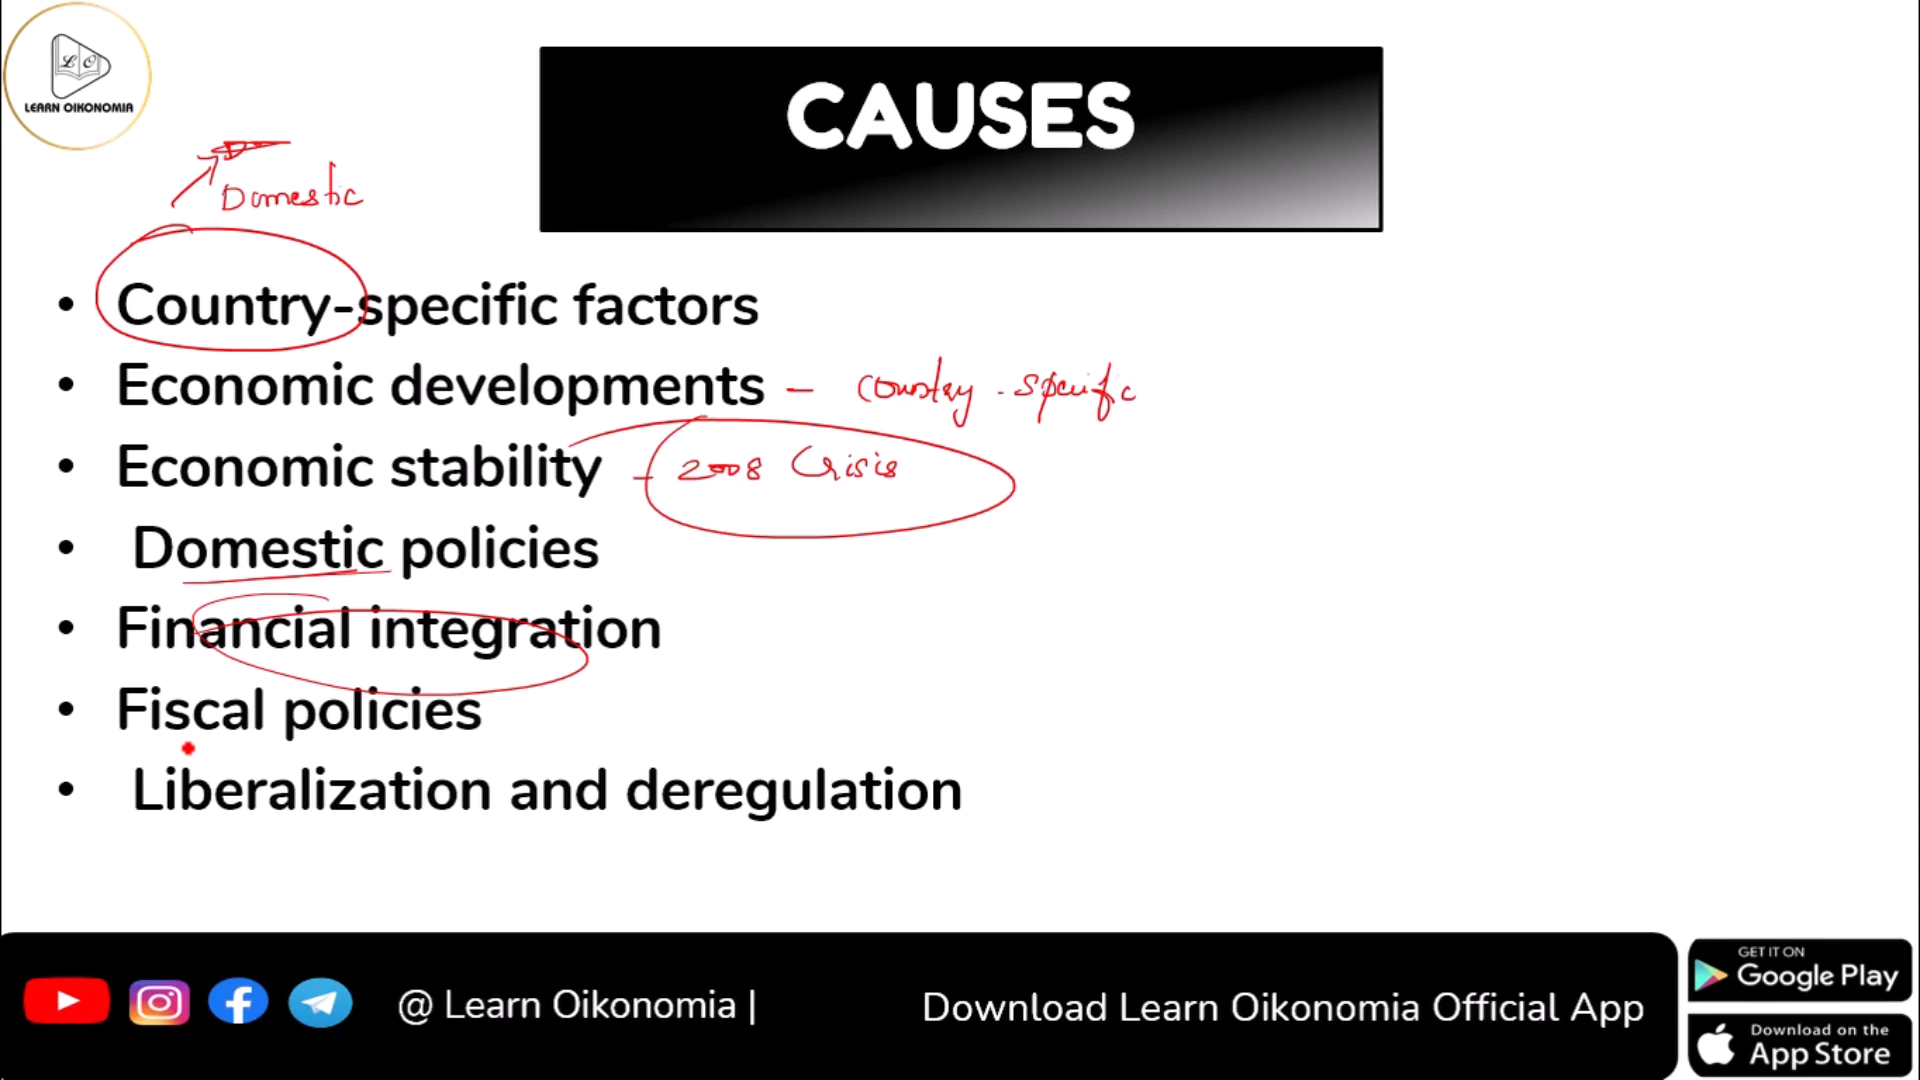 LO
LEARN OIKONOMIA
CAUSES
Domestic
• Country-specific factors
• Economic developments – Country-specific
• Economic stability – 2008 Crisis
• Domestic policies
• Financial integration
• Fiscal policies
• Liberalization and deregulation
@ Learn Oikonomia |
Download Learn Oikonomia Official App
GET IT ON
Google Play
Download on the
App Store